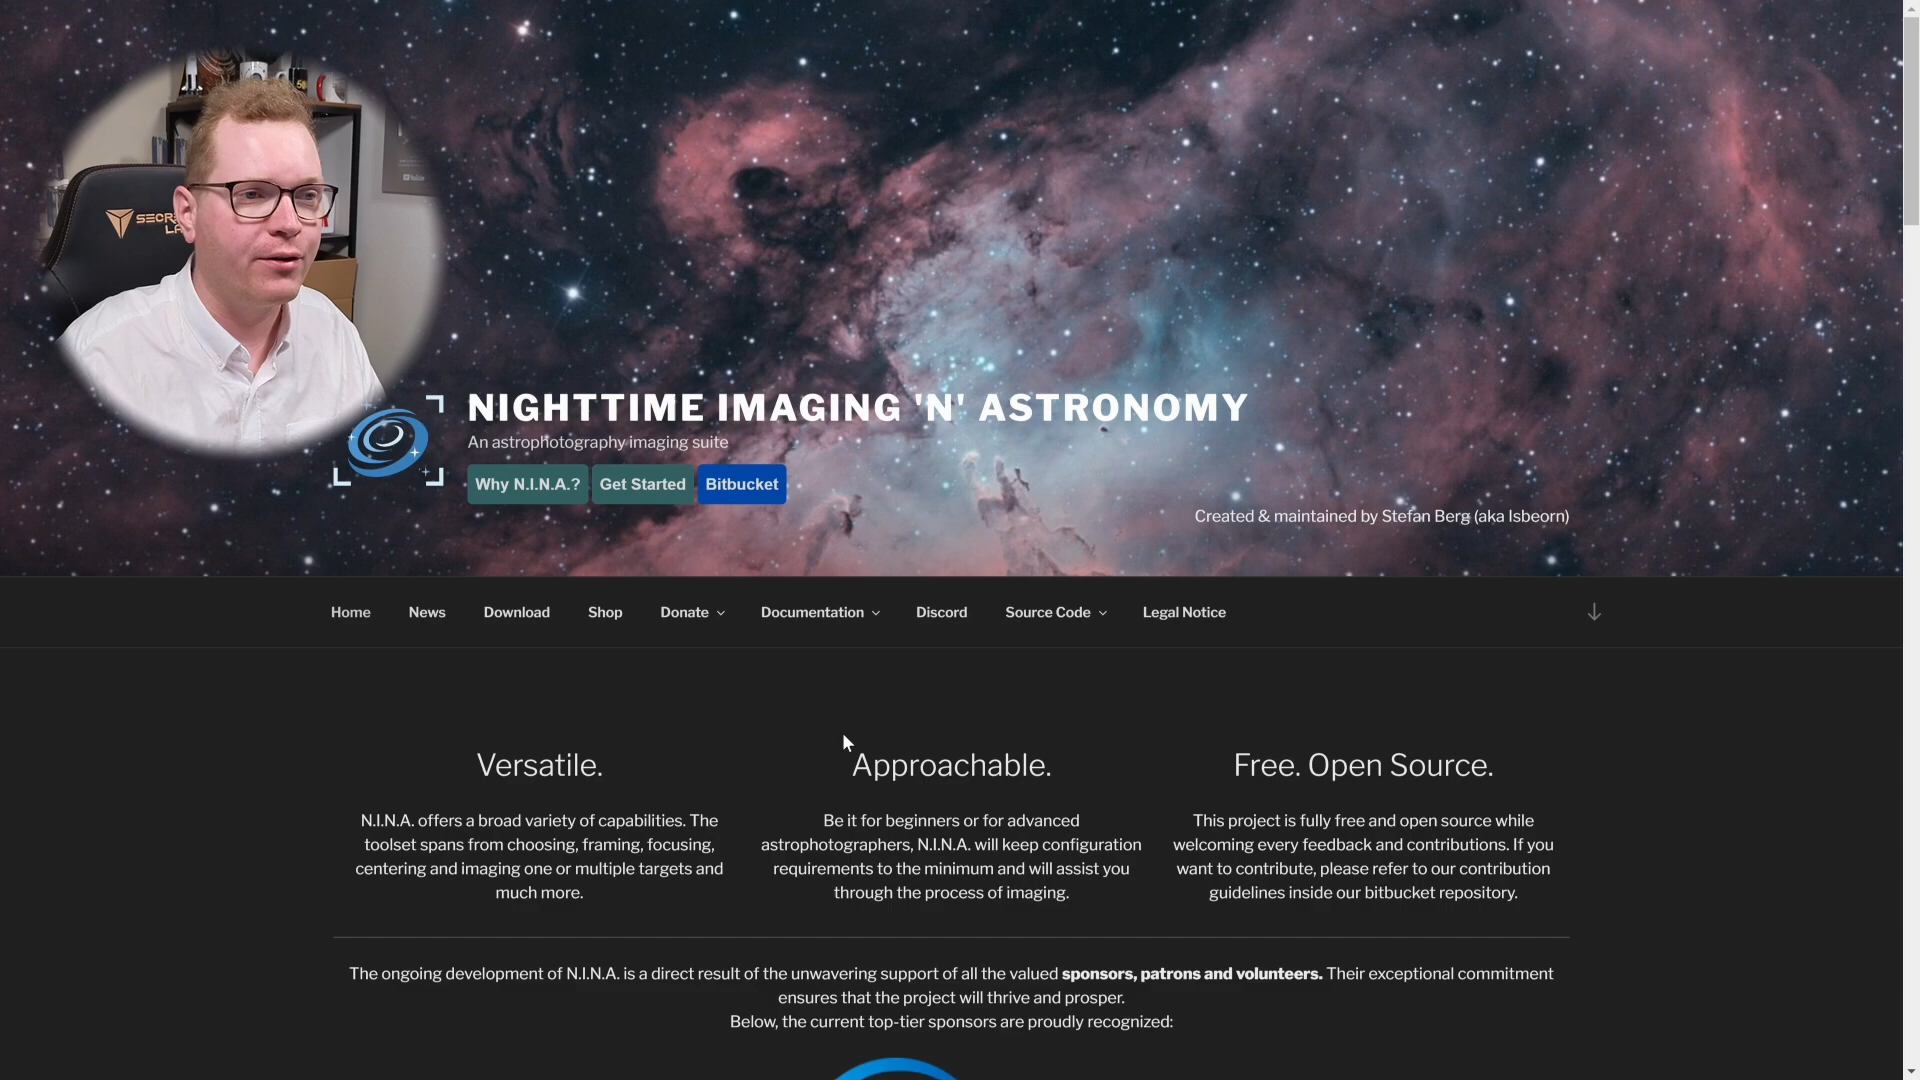 SECR
LA
YouTube
NIGHTTIME IMAGING 'N' ASTRONOMY
An astrophotography imaging suite
Why N.I.N.A.? Get Started Bitbucket
Created & maintained by Stefan Berg (aka Isbeorn)
Home News Download Shop Donate Documentation Discord Source Code Legal Notice
Versatile.
N.I.N.A. offers a broad variety of capabilities. The
toolset spans from choosing, framing, focusing,
centering and imaging one or multiple targets and
much more.
Approachable.
Be it for beginners or for advanced
astrophotographers, N.I.N.A. will keep configuration
requirements to the minimum and will assist you
through the process of imaging.
Free. Open Source.
This project is fully free and open source while
welcoming every feedback and contributions. If you
want to contribute, please refer to our contribution
guidelines inside our bitbucket repository.
The ongoing development of N.I.N.A. is a direct result of the unwavering support of all the valued sponsors, patrons and volunteers. Their exceptional commitment
ensures that the project will thrive and prosper.
Below, the current top-tier sponsors are proudly recognized: